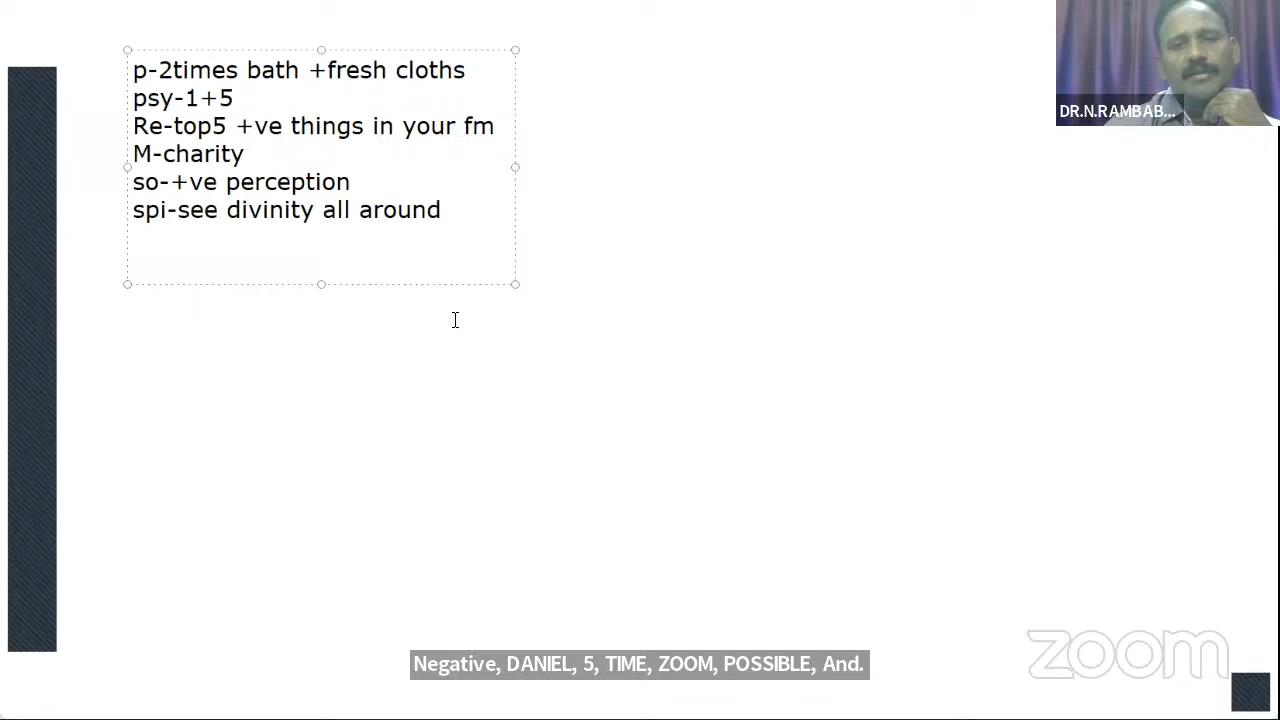 p-2times bath +fresh cloths
psy-1+5
Re-top5 +ve things in your fm
M-charity
so-+ve perception
spi-see divinity all around
DR.N.RAMBAB...
Negative, DANIEL, 5, TIME, ZOOM, POSSIBLE, And.
zoom